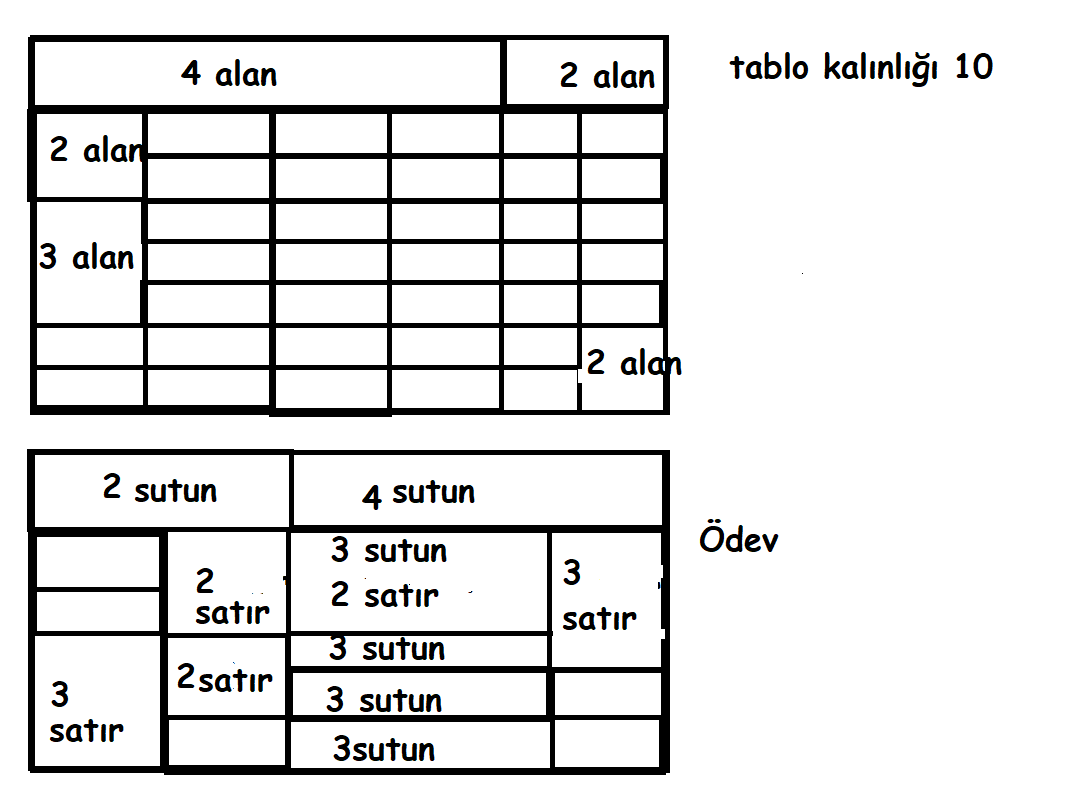 4 alan
2 alan
tablo kalınlığı 10
2 alan
3 alan
2 alan
2 sutun
4 sutun
Ödev
2
satır
3 sutun
2 satır
3
satır
3 sutun
2satır
3
satır
3 sutun
3sutun